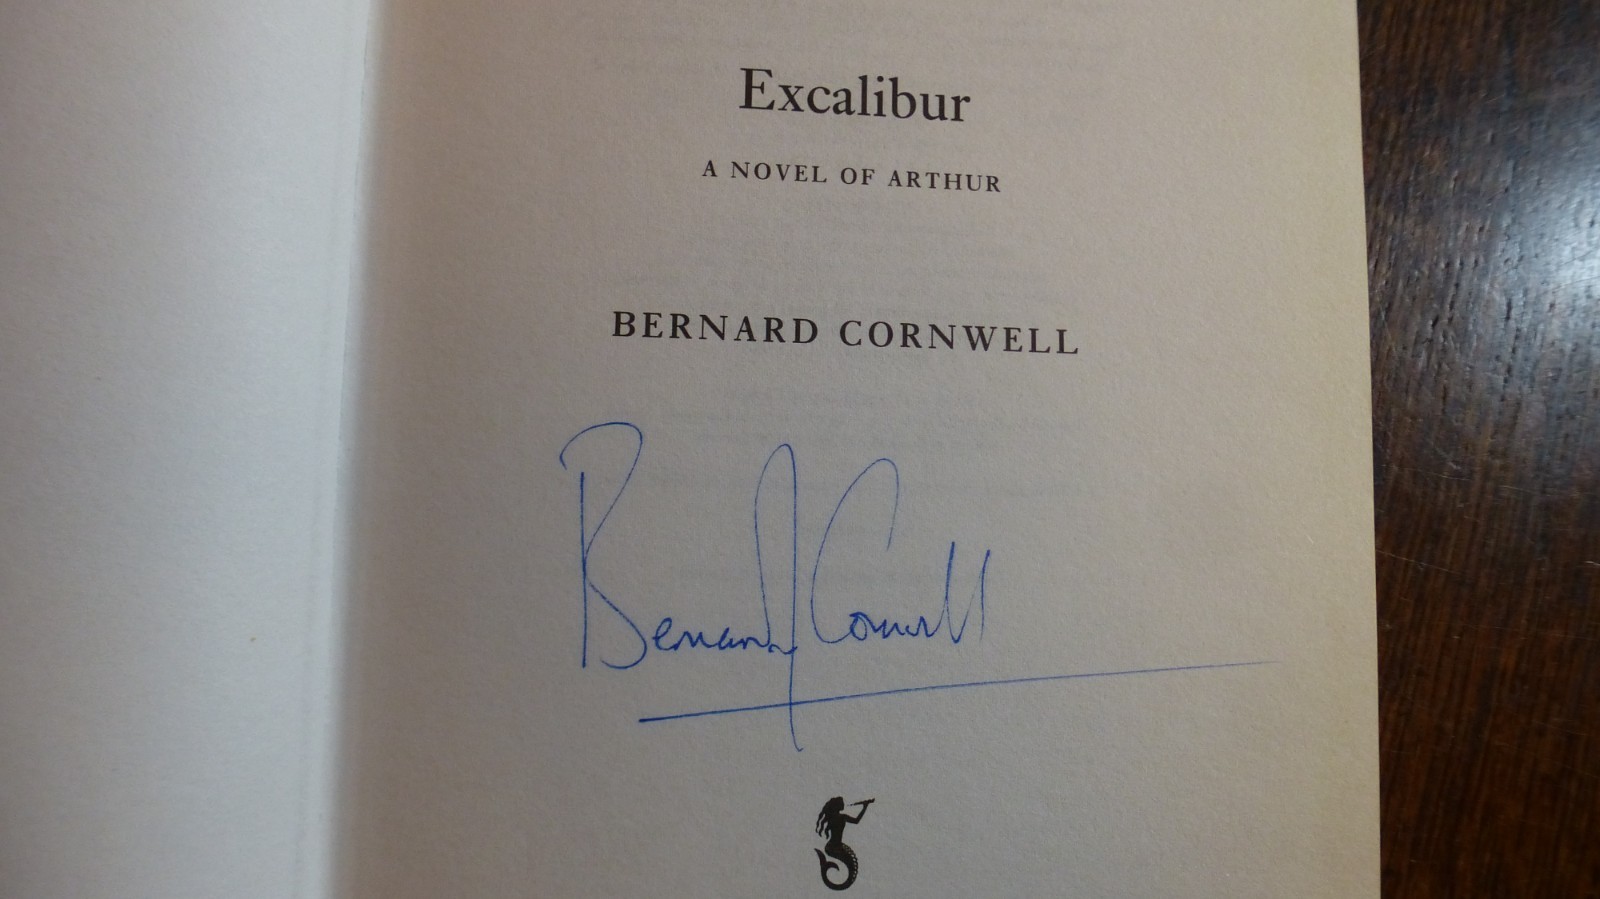 Excalibur
A NOVEL OF ARTHUR
BERNARD CORNWELL
Bernard Cornwell